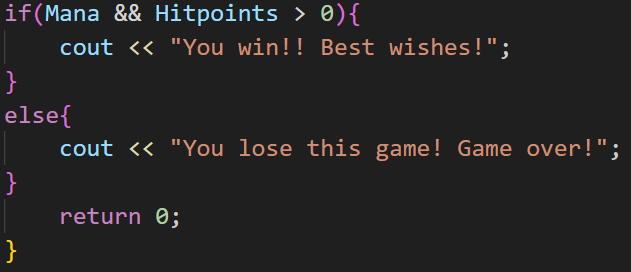 if(Mana && Hitpoints > 0){
    cout << "You win!! Best wishes!";
}
else{
    cout << "You lose this game! Game over!";
}
    return 0;
}